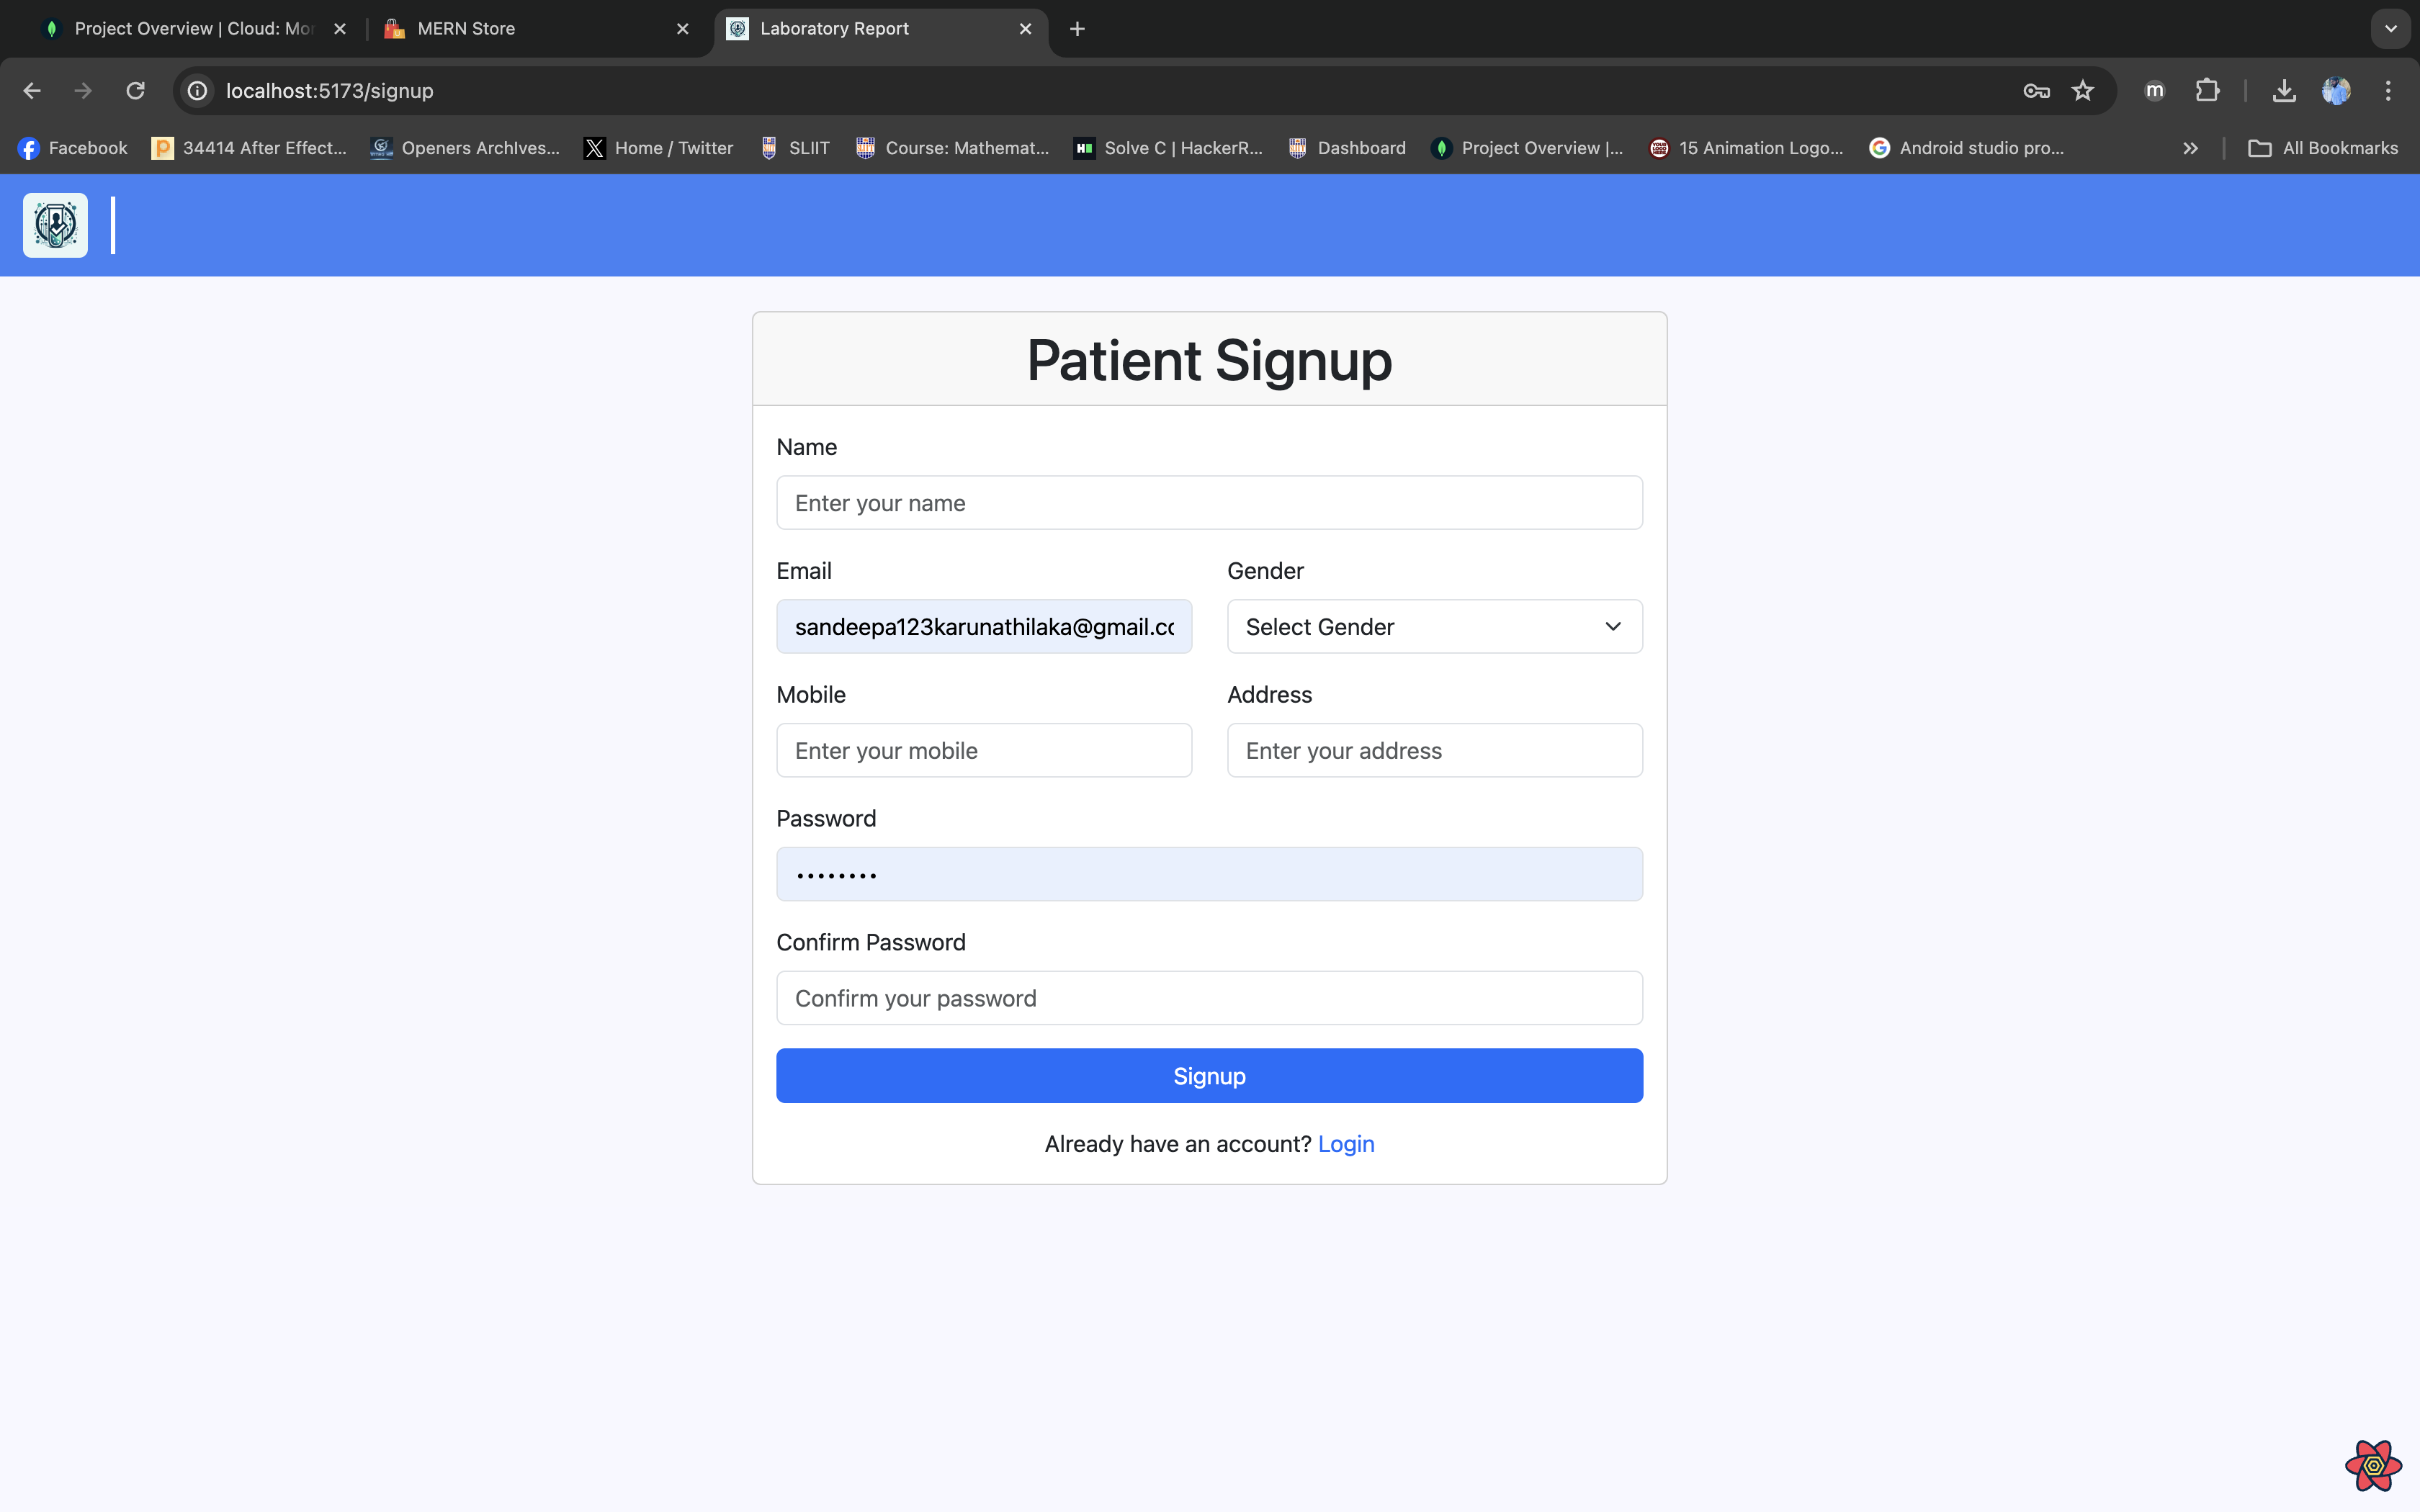 Project Overview | Cloud: Mon
MERN Store
Laboratory Report
localhost:5173/signup
m
Facebook
34414 After Effect...
Openers Archlves...
Home / Twitter
SLIIT
Course: Mathemat...
Solve C | HackerR...
Dashboard
Project Overview |...
15 Animation Logo...
Android studio pro...
All Bookmarks
Patient Signup
Name
Enter your name
Email
Gender
sandeepa123karunathilaka@gmail.cc
Select Gender
Mobile
Address
Enter your mobile
Enter your address
Password
Confirm Password
Confirm your password
Signup
Already have an account? Login